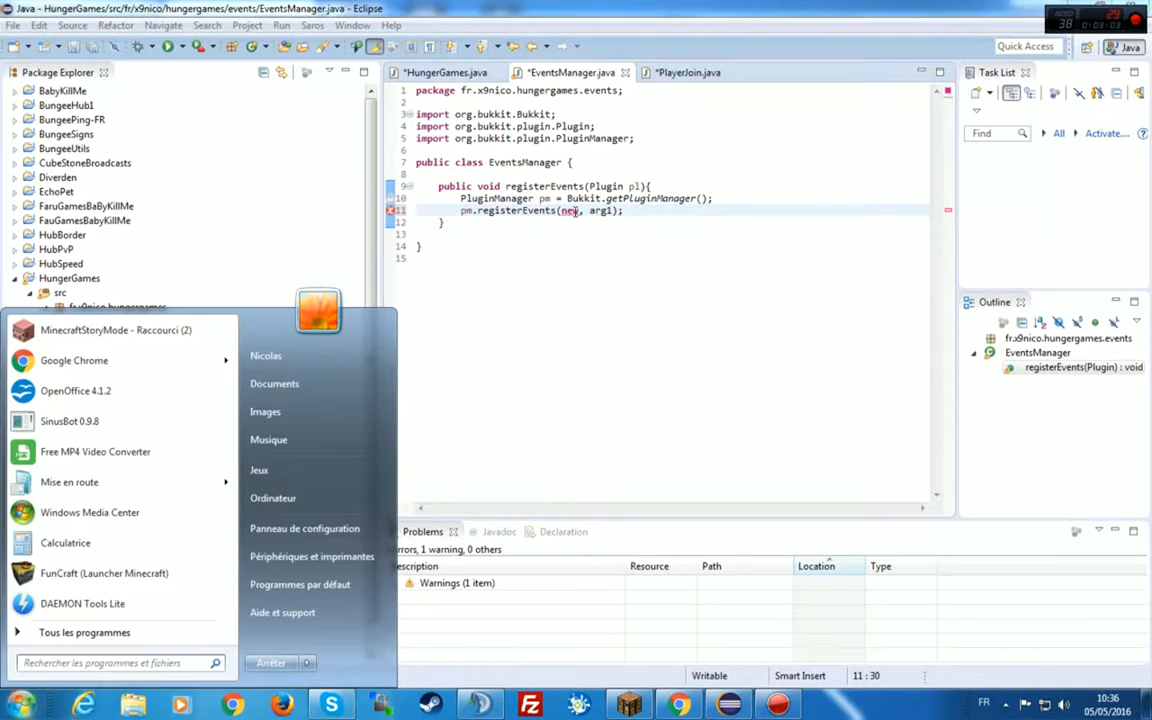 Java - HungerGames/src/fr/x9nico/hungergames/events/EventsManager.java - Eclipse
File Edit Source Refactor Navigate Search Project Run Saros Window Help
Quick Access
Java
Package Explorer
BabyKillMe
BungeeHub1
BungeePing-FR
BungeeSigns
BungeeUtils
CubeStoneBroadcasts
Diverden
EchoPet
FaruGamesBaByKillMe
FauGamesBaByKillMe
HubBorder
HubPvP
HubSpeed
HungerGames
src
fr.x9nico.hungergames
*HungerGames.java
*EventsManager.java
*PlayerJoin.java
1 package fr.x9nico.hungergames.events;
2
3 import org.bukkit.Bukkit;
4 import org.bukkit.plugin.Plugin;
5 import org.bukkit.plugin.PluginManager;
6
7 public class EventsManager {
8
9 public void registerEvents(Plugin pl){
10 PluginManager pm = Bukkit.getPluginManager();
11 pm.registerEvents(new, arg1);
12 }
13
14 }
15
Task List
Find
All
Activate...
Outline
fr.x9nico.hungergames.events
EventsManager
registerEvents(Plugin) : void
MinecraftStoryMode - Raccourci (2)
Google Chrome
OpenOffice 4.1.2
SinusBot 0.9.8
Free MP4 Video Converter
Mise en route
Windows Media Center
Calculatrice
FunCraft (Launcher Minecraft)
DAEMON Tools Lite
Tous les programmes
Rechercher les programmes et fichiers
Nicolas
Documents
Images
Musique
Jeux
Ordinateur
Panneau de configuration
Périphériques et imprimantes
Programmes par défaut
Aide et support
Arrêter
Problems
Javadoc
Declaration
rrors, 1 warning, 0 others
escription Resource Path Location Type
Warnings (1 item)
Writable Smart Insert 11 : 30
FR
10:36
05/05/2016